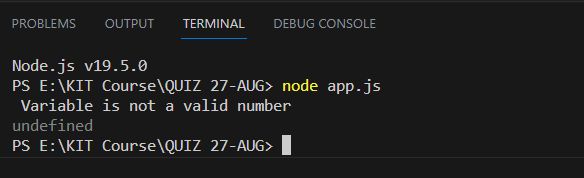 PROBLEMS OUTPUT TERMINAL DEBUG CONSOLE
Node.js v19.5.0
PS E:\KIT Course\QUIZ 27-AUG> node app.js
 Variable is not a valid number
undefined
PS E:\KIT Course\QUIZ 27-AUG>